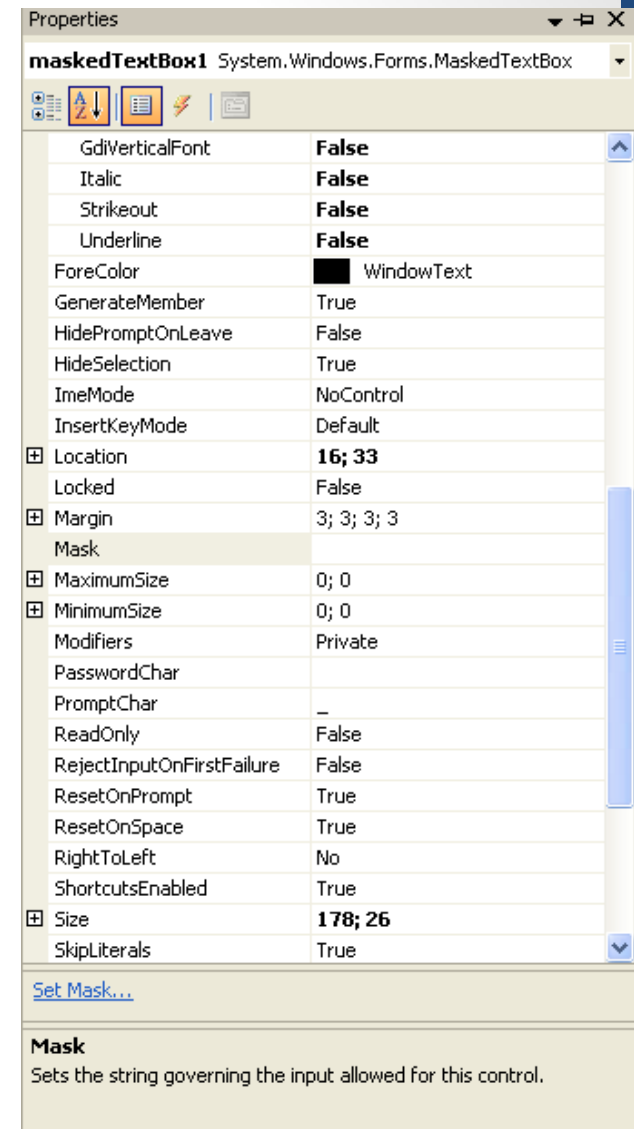 Properties
maskedTextBox1 System.Windows.Forms.MaskedTextBox
GdiVerticalFont False
Italic False
Strikeout False
Underline False
ForeColor WindowText
GenerateMember True
HidePromptOnLeave False
HideSelection True
ImeMode NoControl
InsertKeyMode Default
Location 16; 33
Locked False
Margin 3; 3; 3; 3
Mask
MaximumSize 0; 0
MinimumSize 0; 0
Modifiers Private
PasswordChar
PromptChar _
ReadOnly False
RejectInputOnFirstFailure False
ResetOnPrompt True
ResetOnSpace True
RightToLeft No
ShortcutsEnabled True
Size 178; 26
SkipLiterals True
Set Mask...
Mask
Sets the string governing the input allowed for this control.